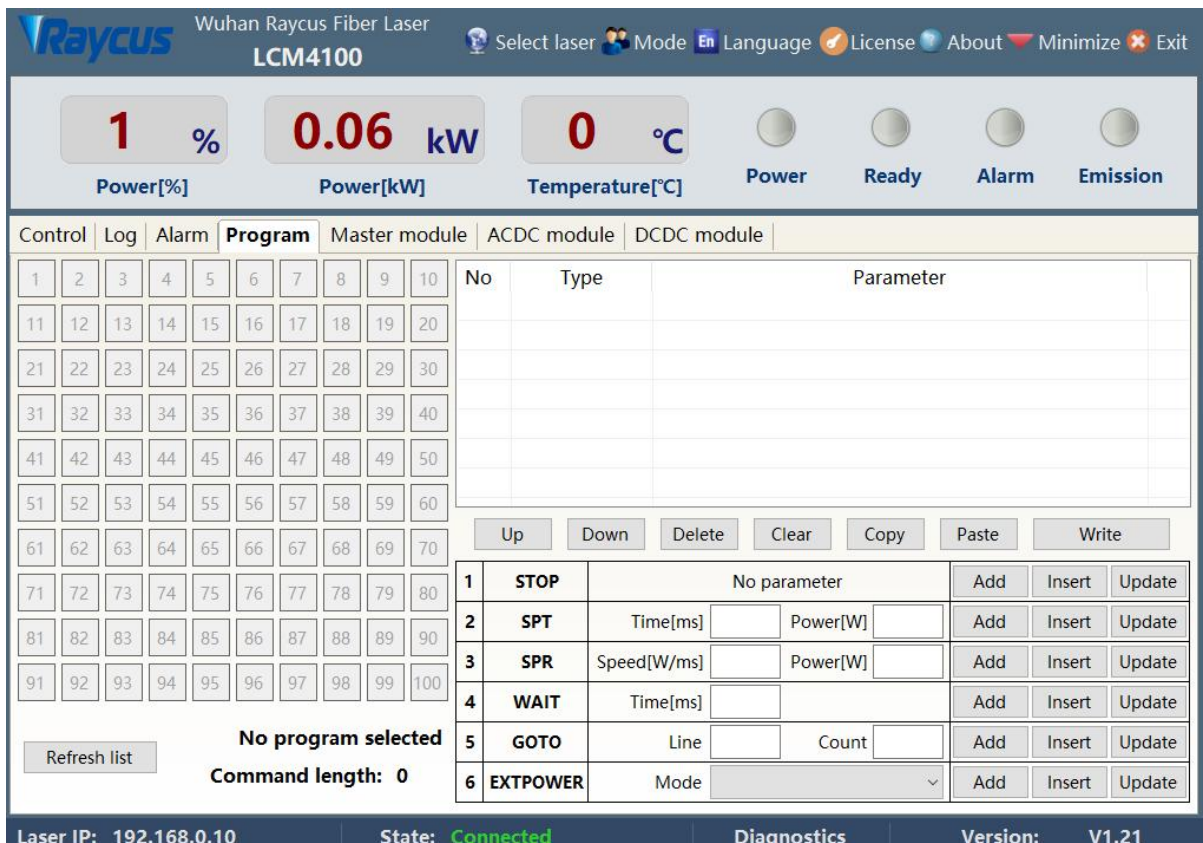 Raycus
Wuhan Raycus Fiber Laser
LCM4100
Select laser Mode En Language License About Minimize Exit
1 % 0.06 kW 0 ℃
Power[%] Power[kW] Temperature[℃] Power Ready Alarm Emission
Control Log Alarm Program Master module ACDC module DCDC module
1 2 3 4 5 6 7 8 9 10
11 12 13 14 15 16 17 18 19 20
21 22 23 24 25 26 27 28 29 30
31 32 33 34 35 36 37 38 39 40
41 42 43 44 45 46 47 48 49 50
51 52 53 54 55 56 57 58 59 60
61 62 63 64 65 66 67 68 69 70
71 72 73 74 75 76 77 78 79 80
81 82 83 84 85 86 87 88 89 90
91 92 93 94 95 96 97 98 99 100
Refresh list
No program selected
Command length: 0
No Type Parameter
Up Down Delete Clear Copy Paste Write
1 STOP No parameter Add Insert Update
2 SPT Time[ms] Power[W] Add Insert Update
3 SPR Speed[W/ms] Power[W] Add Insert Update
4 WAIT Time[ms] Add Insert Update
5 GOTO Line Count Add Insert Update
6 EXTPOWER Mode Add Insert Update
Laser IP: 192.168.0.10 State: Connected Diagnostics Version: V1.21